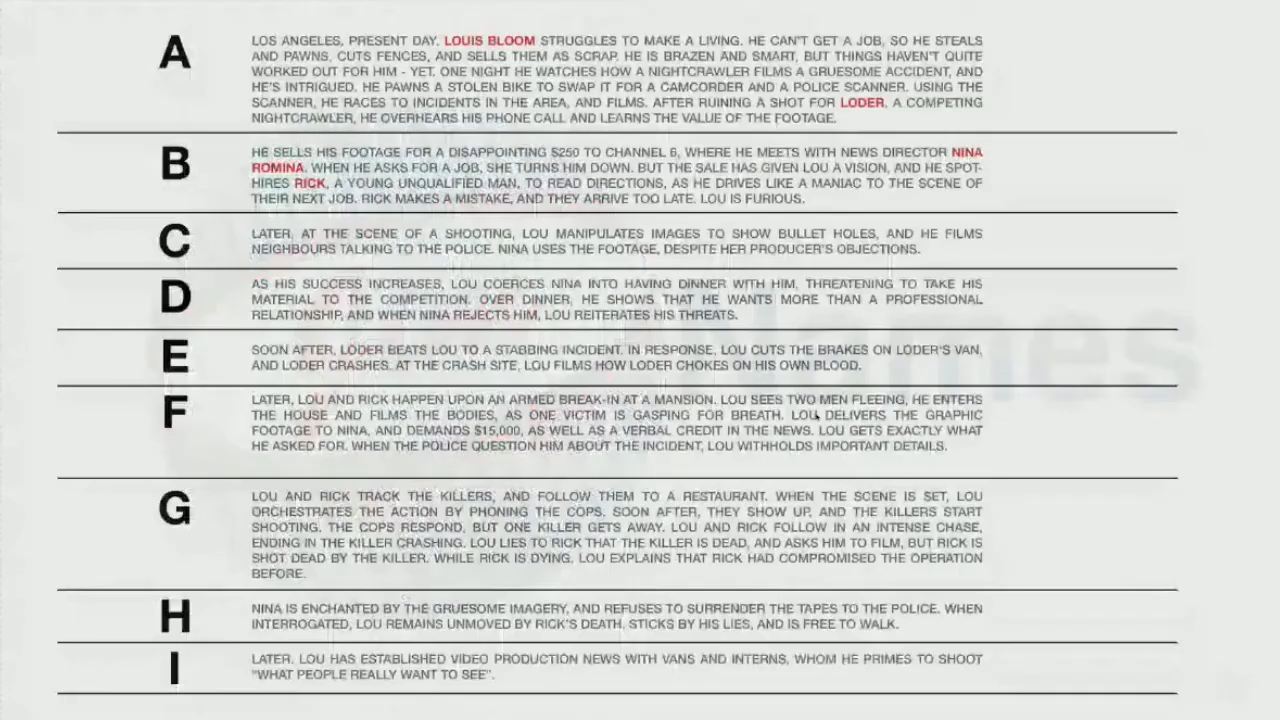 A
LOS ANGELES, PRESENT DAY. LOUIS BLOOM STRUGGLES TO MAKE A LIVING. HE CAN'T GET A JOB, SO HE STEALS
AND PAWNS, CUTS FENCES, AND SELLS THEM AS SCRAP. HE IS BRAZEN AND SMART, BUT THINGS HAVEN'T QUITE
WORKED OUT FOR HIM - YET. ONE NIGHT HE WATCHES HOW A NIGHTCRAWLER FILMS A GRUESOME ACCIDENT, AND
HE'S INTRIGUED. HE PAWNS A STOLEN BIKE TO SWAP IT FOR A CAMCORDER AND A POLICE SCANNER. USING THE
SCANNER, HE RACES TO INCIDENTS IN THE AREA, AND FILMS. AFTER RUINING A SHOT FOR LODER, A COMPETING
NIGHTCRAWLER, HE OVERHEARS HIS PHONE CALL AND LEARNS THE VALUE OF THE FOOTAGE.
B
HE SELLS HIS FOOTAGE FOR A DISAPPOINTING $250 TO CHANNEL 6, WHERE HE MEETS WITH NEWS DIRECTOR NINA
ROMINA. WHEN HE ASKS FOR A JOB, SHE TURNS HIM DOWN. BUT THE SALE HAS GIVEN LOU A VISION, AND HE SPOT-
HIRES RICK, A YOUNG UNQUALIFIED MAN, TO READ DIRECTIONS, AS HE DRIVES LIKE A MANIAC TO THE SCENE OF
THEIR NEXT JOB. RICK MAKES A MISTAKE, AND THEY ARRIVE TOO LATE. LOU IS FURIOUS.
C
LATER, AT THE SCENE OF A SHOOTING, LOU MANIPULATES IMAGES TO SHOW BULLET HOLES, AND HE FILMS
NEIGHBOURS TALKING TO THE POLICE. NINA USES THE FOOTAGE, DESPITE HER PRODUCER'S OBJECTIONS.
D
AS HIS SUCCESS INCREASES, LOU COERCES NINA INTO HAVING DINNER WITH HIM, THREATENING TO TAKE HIS
MATERIAL TO THE COMPETITION. OVER DINNER, HE SHOWS THAT HE WANTS MORE THAN A PROFESSIONAL
RELATIONSHIP, AND WHEN NINA REJECTS HIM, LOU REITERATES HIS THREATS.
E
SOON AFTER, LODER BEATS LOU TO A STABBING INCIDENT. IN RESPONSE, LOU CUTS THE BRAKES ON LODER'S VAN,
AND LODER CRASHES. AT THE CRASH SITE, LOU FILMS HOW LODER CHOKES ON HIS OWN BLOOD.
F
LATER, LOU AND RICK HAPPEN UPON AN ARMED BREAK-IN AT A MANSION. LOU SEES TWO MEN FLEEING, HE ENTERS
THE HOUSE AND FILMS THE BODIES, AS ONE VICTIM IS GASPING FOR BREATH. LOU DELIVERS THE GRAPHIC
FOOTAGE TO NINA, AND DEMANDS $15,000, AS WELL AS A VERBAL CREDIT IN THE NEWS. LOU GETS EXACTLY WHAT
HE ASKED FOR. WHEN THE POLICE QUESTION HIM ABOUT THE INCIDENT, LOU WITHHOLDS IMPORTANT DETAILS.
G
LOU AND RICK TRACK THE KILLERS, AND FOLLOW THEM TO A RESTAURANT. WHEN THE SCENE IS SET, LOU
ORCHESTRATES THE ACTION BY PHONING THE COPS. SOON AFTER, THEY SHOW UP, AND THE KILLERS START
SHOOTING. THE COPS RESPOND, BUT ONE KILLER GETS AWAY. LOU AND RICK FOLLOW IN AN INTENSE CHASE,
ENDING IN THE KILLER CRASHING. LOU LIES TO RICK THAT THE KILLER IS DEAD, AND ASKS HIM TO FILM, BUT RICK IS
SHOT DEAD BY THE KILLER. WHILE RICK IS DYING. LOU EXPLAINS THAT RICK HAD COMPROMISED THE OPERATION
BEFORE.
H
NINA IS ENCHANTED BY THE GRUESOME IMAGERY, AND REFUSES TO SURRENDER THE TAPES TO THE POLICE. WHEN
INTERROGATED, LOU REMAINS UNMOVED BY RICK'S DEATH. STICKS BY HIS LIES, AND IS FREE TO WALK.
I
LATER. LOU HAS ESTABLISHED VIDEO PRODUCTION NEWS WITH VANS AND INTERNS, WHOM HE PRIMES TO SHOOT
"WHAT PEOPLE REALLY WANT TO SEE".